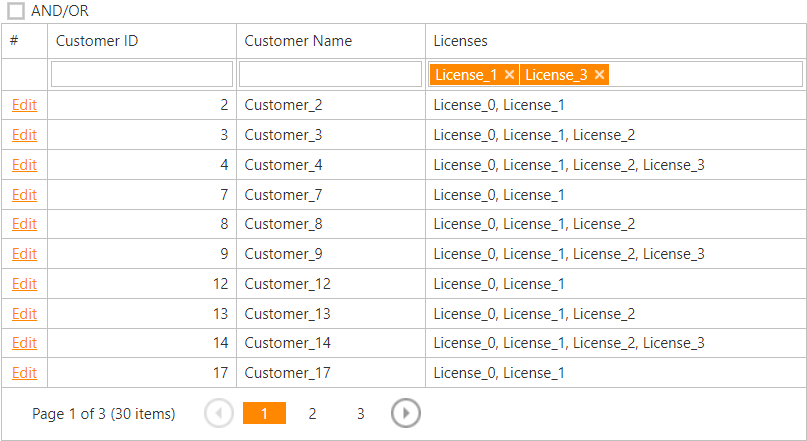 AND/OR
# Customer ID Customer Name Licenses
License_1 × License_3 ×
Edit 2 Customer_2 License_0, License_1
Edit 3 Customer_3 License_0, License_1, License_2
Edit 4 Customer_4 License_0, License_1, License_2, License_3
Edit 7 Customer_7 License_0, License_1
Edit 8 Customer_8 License_0, License_1, License_2
Edit 9 Customer_9 License_0, License_1, License_2, License_3
Edit 12 Customer_12 License_0, License_1
Edit 13 Customer_13 License_0, License_1, License_2
Edit 14 Customer_14 License_0, License_1, License_2, License_3
Edit 17 Customer_17 License_0, License_1
Page 1 of 3 (30 items) 1 2 3